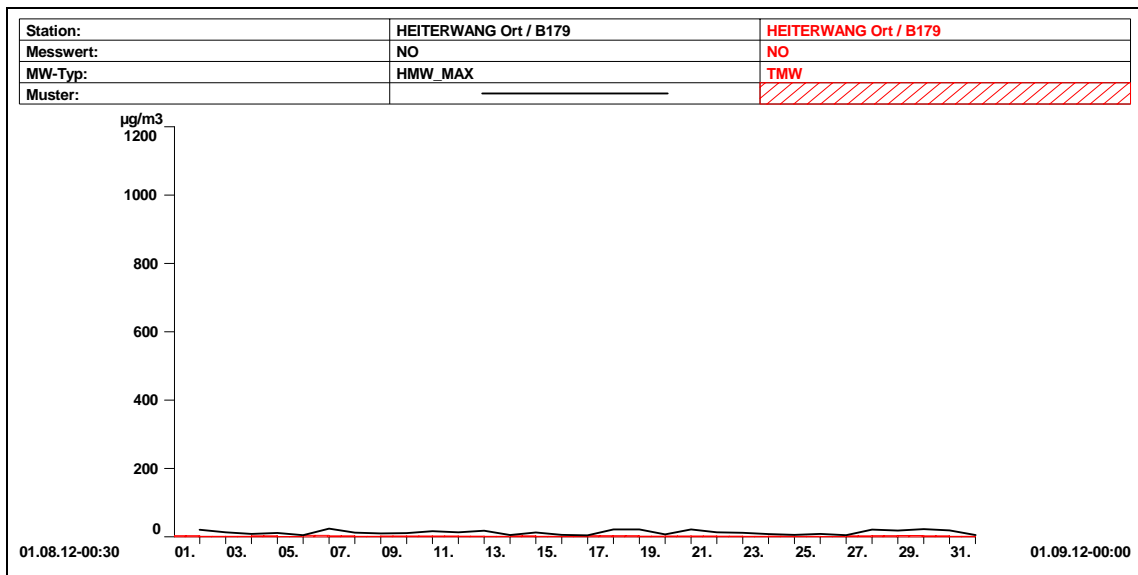 Station: HEITERWANG Ort / B179 HEITERWANG Ort / B179
Messwert: NO NO
MW-Typ: HMW_MAX TMW
Muster:
µg/m3
1200
1000
800
600
400
200
0
01.08.12-00:30 01. 03. 05. 07. 09. 11. 13. 15. 17. 19. 21. 23. 25. 27. 29. 31. 01.09.12-00:00